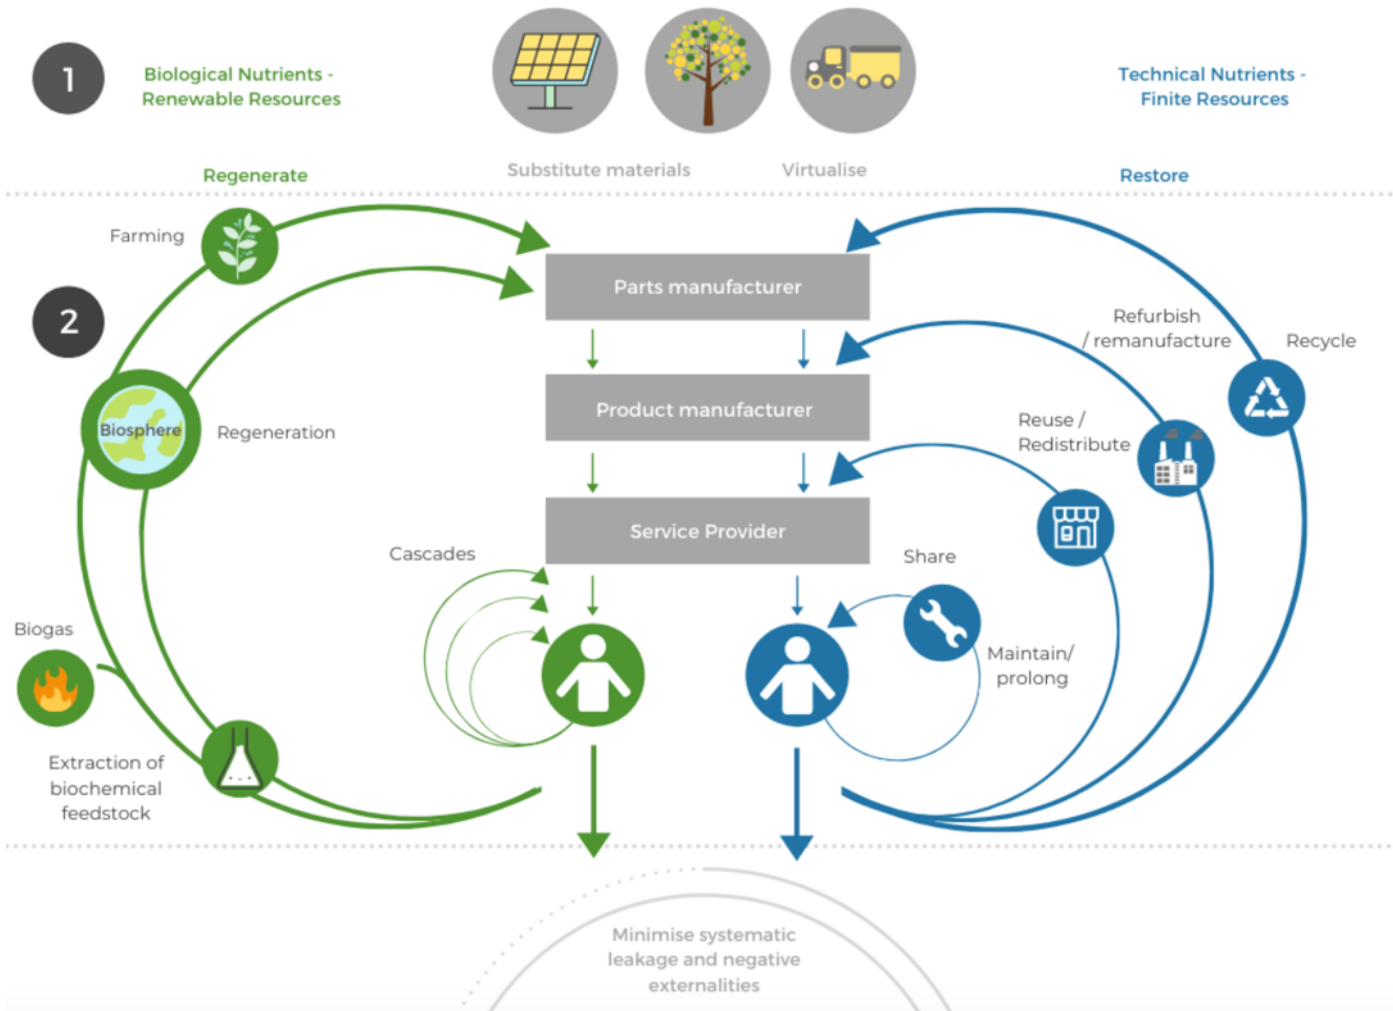 1
Biological Nutrients -
Renewable Resources
Technical Nutrients -
Finite Resources
Regenerate
Substitute materials
Virtualise
Restore
2
Farming
Parts manufacturer
Refurbish
/ remanufacture
Recycle
Product manufacturer
Reuse /
Redistribute
Biosphere
Regeneration
Service Provider
Cascades
Share
Biogas
Maintain/
prolong
Extraction of
biochemical
feedstock
Minimise systematic
leakage and negative
externalities